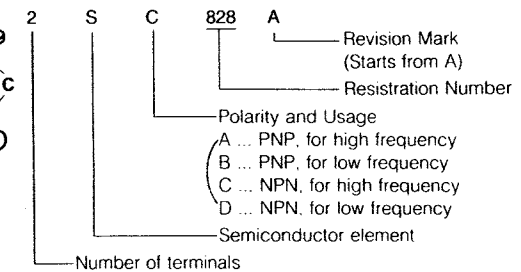 2 S C 828 A
Revision Mark
(Starts from A)
Resistration Number
Polarity and Usage
A ... PNP, for high frequency
B ... PNP, for low frequency
C ... NPN, for high frequency
D ... NPN, for low frequency
Semiconductor element
Number of terminals
c